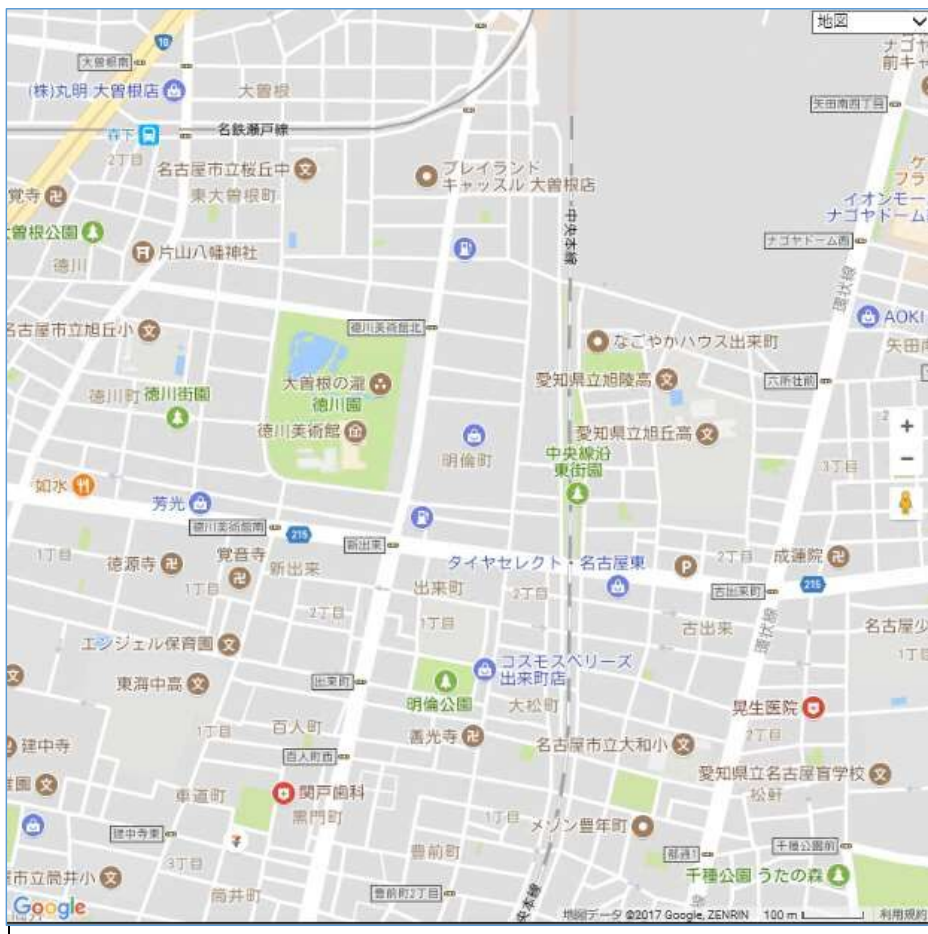 地図
10
大曽根南
ナゴヤ
前キャ
(株)丸明 大曽根店
大曽根
矢田南四丁目
森下
名鉄瀬戸線
2丁目
名古屋市立桜丘中
プレイランド
キャッスル 大曽根店
東大曽根町
覚寺
イオンモー
ナゴヤドーム
大曽根公園
中央本線
ナゴヤドーム西
片山八幡神社
徳川
環状線
AOKI
名古屋市立旭丘小
徳川美術館北
なごやかハウス出来町
矢田南
大曽根の瀧
徳川園
愛知県立旭陵高
六所社前
徳川町
徳川街園
徳川美術館
愛知県立旭丘高
明倫町
中央線沿
東街園
3丁目
+
−
如水
芳光
徳川美術館南
215
新出来
1丁目
徳源寺
覚音寺
新出来
タイヤセレクト・名古屋東
P
2丁目
成運院
215
1丁目
出来町
2丁目
古出来町
2丁目
1丁目
古出来
環状線
名古屋少
エンジェル保育園
コスモスベリーズ
出来町店
1丁目
東海中高
出来町
明倫公園
大松町
晃生医院
1丁目
百人町
善光寺
名古屋市立大和小
2丁目
建中寺
百人町西
愛知県立名古屋盲学校
松軒
車道町
関戸歯科
黒門町
1丁目
メゾン豊年町
建中寺東
豊前町
都通1
千種公園前
3丁目
市立筒井小
筒井町
豊前町2丁目
千種公園 うたの森
Google
央本線
地図データ ©2017 Google, ZENRIN
100 m
利用規約